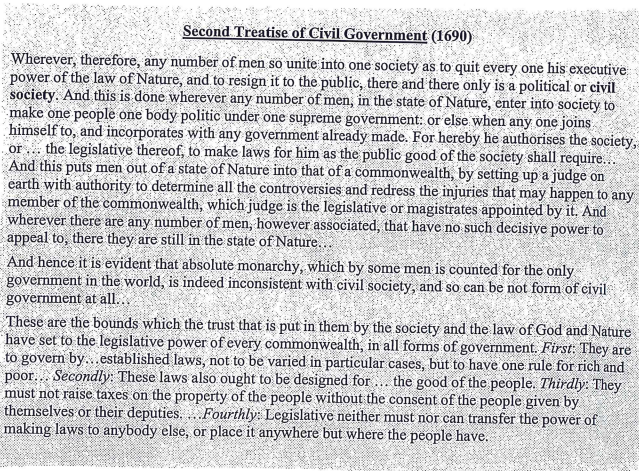 Second Treatise of Civil Government (1690)
Wherever, therefore, any number of men so unite into one society as to quit every one his executive
power of the law of Nature, and to resign it to the public, there and there only is a political or civil
society. And this is done wherever any number of men, in the state of Nature, enter into society to
make one people one body politic under one supreme government: or else when any one joins
himself to, and incorporates with any government already made. For hereby he authorises the society,
or … the legislative thereof, to make laws for him as the public good of the society shall require…
And this puts men out of a state of Nature into that of a commonwealth, by setting up a judge on
earth with authority to determine all the controversies and redress the injuries that may happen to any
member of the commonwealth, which judge is the legislative or magistrates appointed by it. And
wherever there are any number of men, however associated, that have no such decisive power to
appeal to, there they are still in the state of Nature…
And hence it is evident that absolute monarchy, which by some men is counted for the only
government in the world, is indeed inconsistent with civil society, and so can be not form of civil
government at all…
These are the bounds which the trust that is put in them by the society and the law of God and Nature
have set to the legislative power of every commonwealth, in all forms of government. First: They are
to govern by…established laws, not to be varied in particular cases, but to have one rule for rich and
poor… Secondly: These laws also ought to be designed for … the good of the people. Thirdly: They
must not raise taxes on the property of the people without the consent of the people given by
themselves or their deputies. …Fourthly: Legislative neither must nor can transfer the power of
making laws to anybody else, or place it anywhere but where the people have.